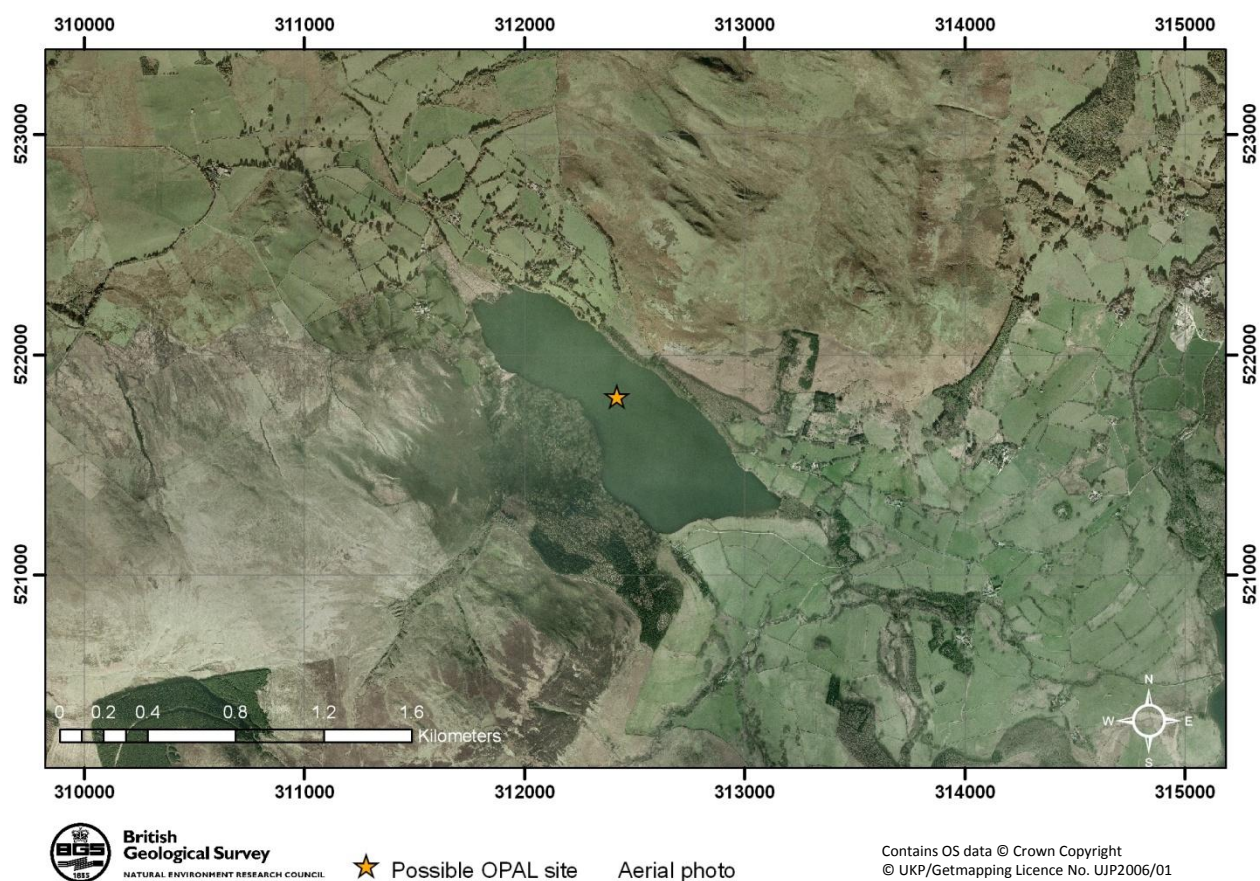 310000 311000 312000 313000 314000 315000
523000 523000
522000 522000
521000 521000
N
W E
S
0 0.2 0.4 0.8 1.2 1.6
Kilometers
310000 311000 312000 313000 314000 315000
BGS
1835
British
Geological Survey
NATURAL ENVIRONMENT RESEARCH COUNCIL
Possible OPAL site Aerial photo
Contains OS data © Crown Copyright
© UKP/Getmapping Licence No. UJP2006/01